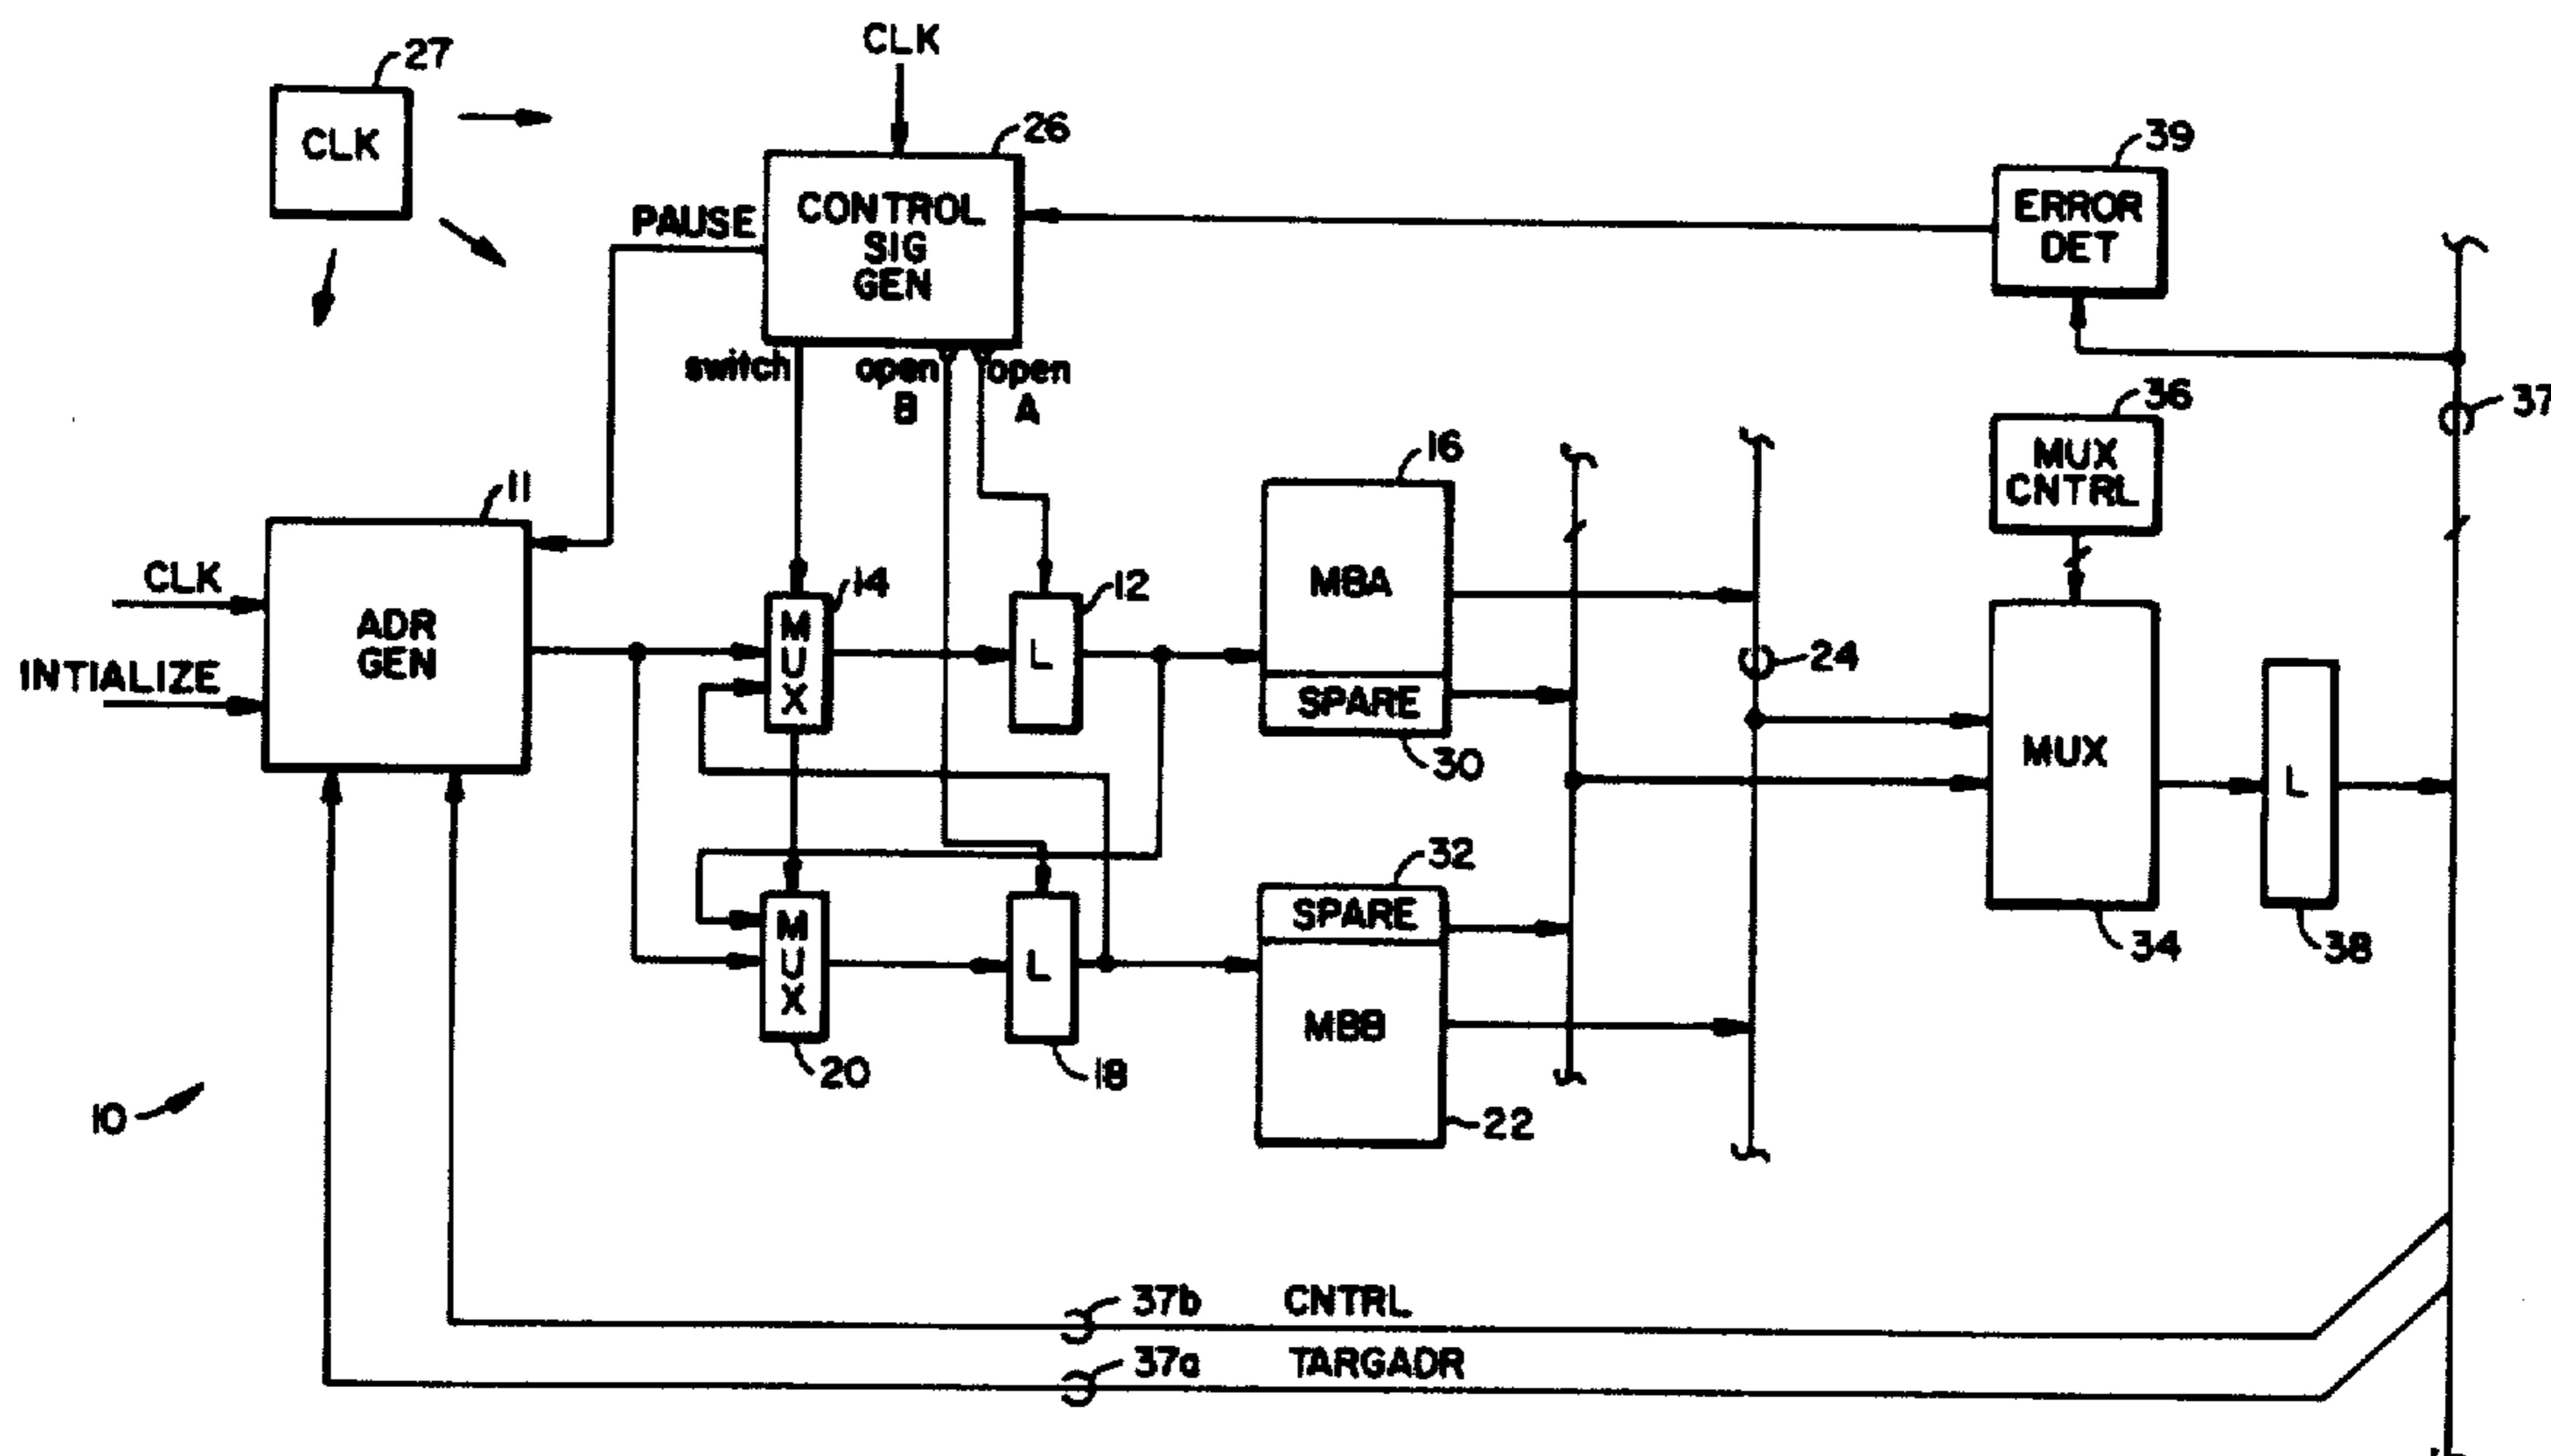 CLK
27
CLK
26
CONTROL
SIG
GEN
PAUSE
switch
open
B
open
A
39
ERROR
DET
37
36
MUX
CNTRL
11
CLK
INTIALIZE
ADR
GEN
14
M
U
X
12
L
16
MBA
SPARE
30
24
MUX
34
L
38
32
SPARE
MBB
22
M
U
X
20
L
18
10
37b
CNTRL
37a
TARGADR